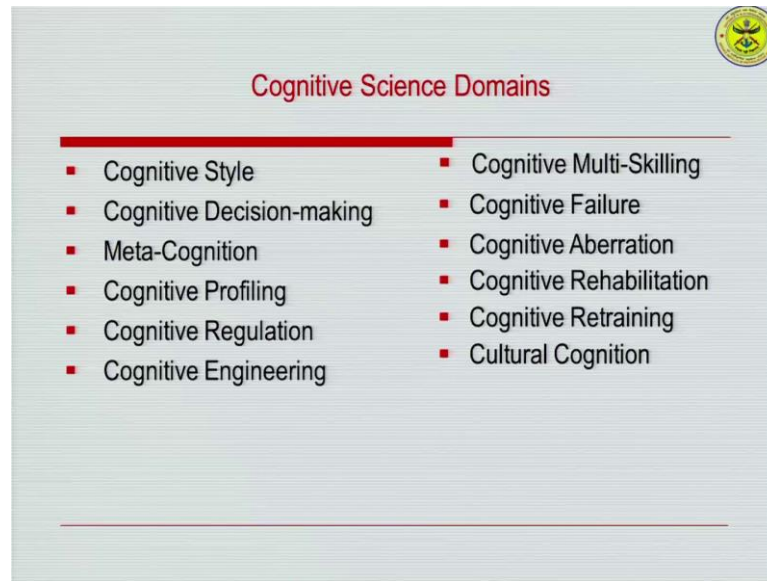 Cognitive Science Domains
Cognitive Style
Cognitive Decision-making
Meta-Cognition
Cognitive Profiling
Cognitive Regulation
Cognitive Engineering
Cognitive Multi-Skilling
Cognitive Failure
Cognitive Aberration
Cognitive Rehabilitation
Cognitive Retraining
Cultural Cognition